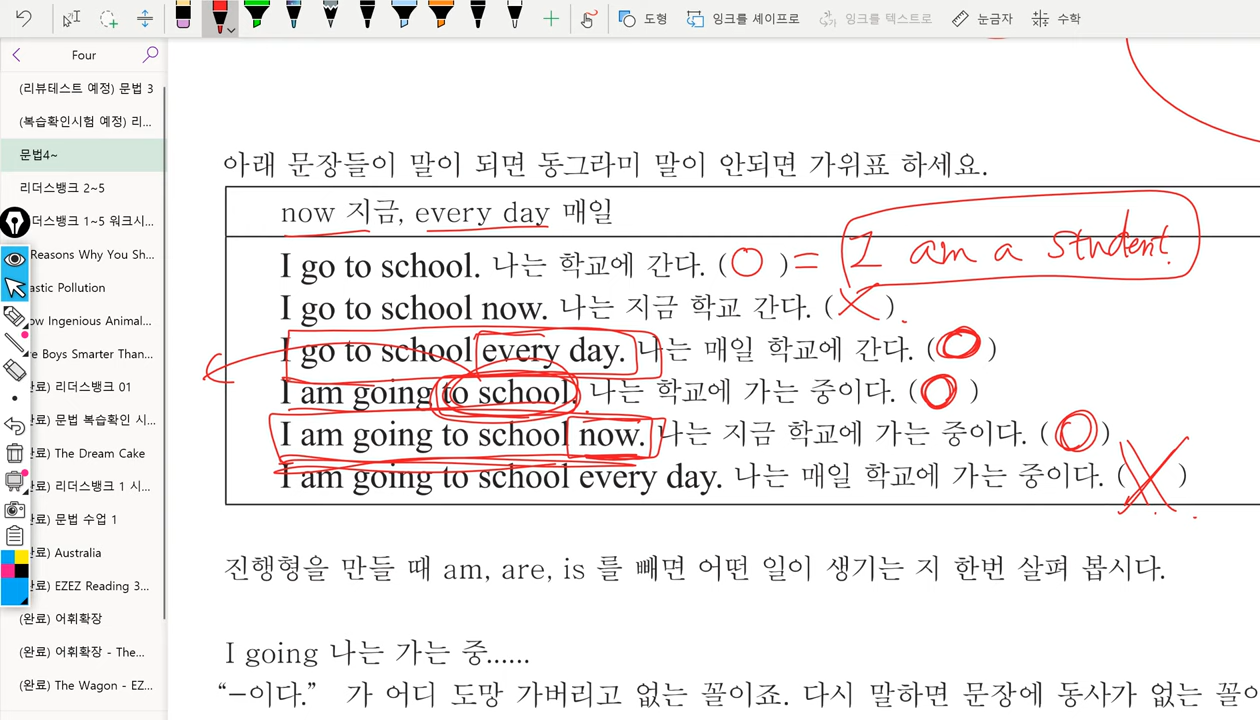 도형
잉크를 셰이프로
잉크를 텍스트로
눈금자
수학
Four
(리뷰테스트 예정) 문법 3
(복습확인시험 예정) 리...
문법4~
리더스뱅크 2~5
더스뱅크 1~5 워크시...
Reasons Why You Sh...
astic Pollution
ow Ingenious Animal...
re Boys Smarter Than...
료) 리더스뱅크 01
료) 문법 복습확인 시...
료) The Dream Cake
료) 리더스뱅크 1 시...
료) 문법 수업 1
료) Australia
료) EZEZ Reading 3...
(완료) 어휘확장
(완료) 어휘확장 - The...
(완료) The Wagon - EZ...
아래 문장들이 말이 되면 동그라미 말이 안되면 가위표 하세요.
now 지금, every day 매일
I go to school. 나는 학교에 간다. ( O ) = I am a student.
I go to school now. 나는 지금 학교 간다. ( X ).
I go to school every day. 나는 매일 학교에 간다. ( O )
I am going to school. 나는 학교에 가는 중이다. ( O )
I am going to school now. 나는 지금 학교에 가는 중이다. ( O )
I am going to school every day. 나는 매일 학교에 가는 중이다. ( X )
진행형을 만들 때 am, are, is 를 빼면 어떤 일이 생기는 지 한번 살펴 봅시다.
I going 나는 가는 중......
“-이다.” 가 어디 도망 가버리고 없는 꼴이죠. 다시 말하면 문장에 동사가 없는 꼴이